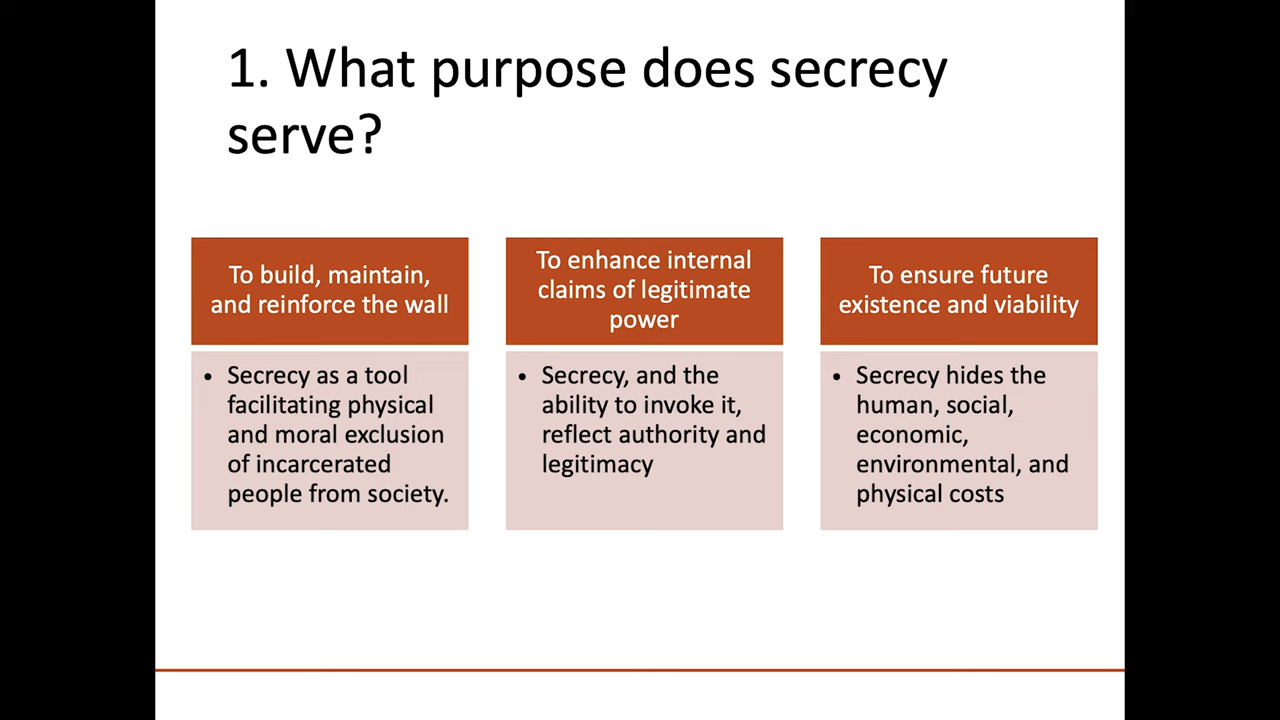 1. What purpose does secrecy
serve?
To build, maintain,
and reinforce the wall
• Secrecy as a tool
facilitating physical
and moral exclusion
of incarcerated
people from society.
To enhance internal
claims of legitimate
power
• Secrecy, and the
ability to invoke it,
reflect authority and
legitimacy
To ensure future
existence and viability
• Secrecy hides the
human, social,
economic,
environmental, and
physical costs